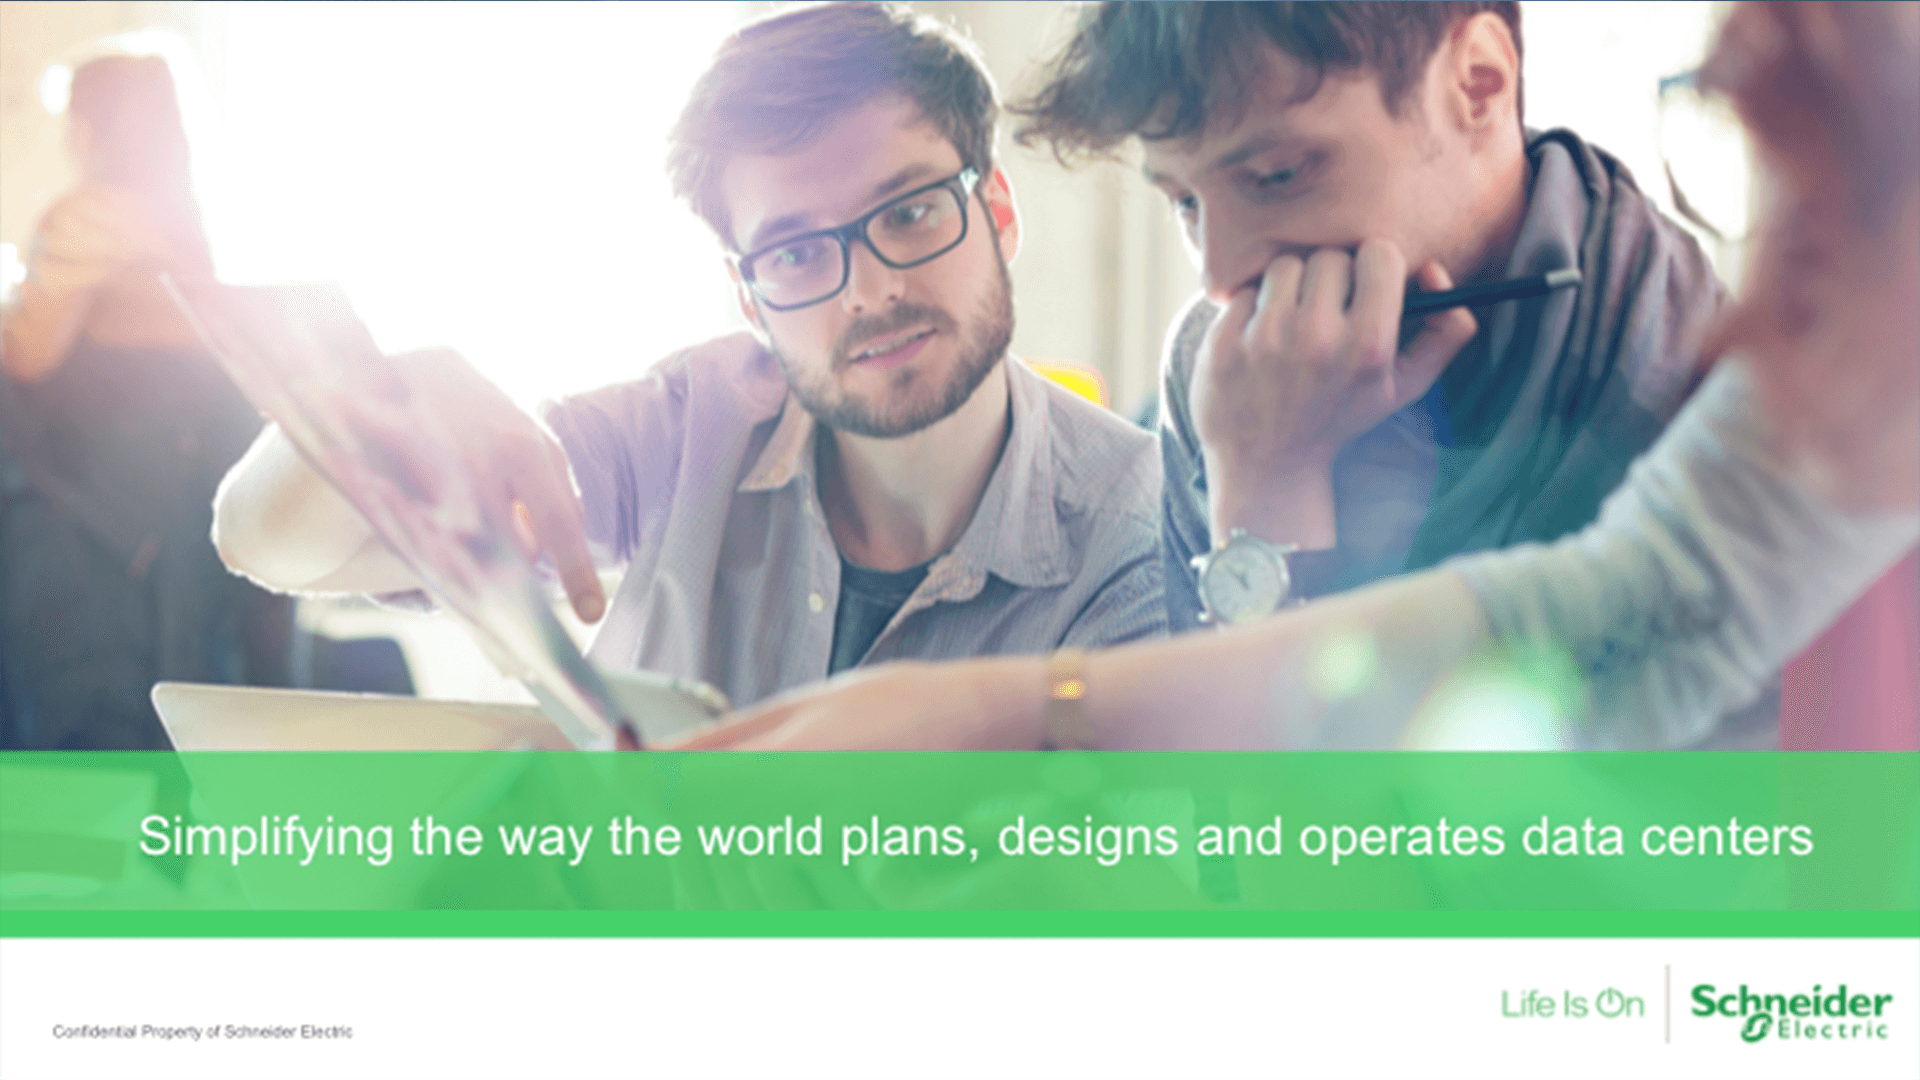 Simplifying the way the world plans, designs and operates data centers
Life Is On
Schneider
Electric
Confidential Property of Schneider Electric